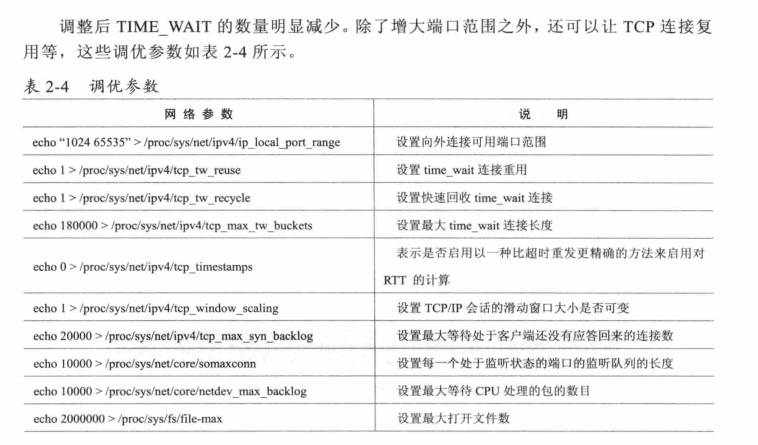 调整后 TIME_WAIT 的数量明显减少。除了增大端口范围之外，还可以让 TCP 连接复
用等，这些调优参数如表 2-4 所示。
表 2-4 调优参数
网 络 参 数 说 明
echo “1024 65535” > /proc/sys/net/ipv4/ip_local_port_range 设置向外连接可用端口范围
echo 1 > /proc/sys/net/ipv4/tcp_tw_reuse 设置 time_wait 连接重用
echo 1 > /proc/sys/net/ipv4/tcp_tw_recycle 设置快速回收 time_wait 连接
echo 180000 > /proc/sys/net/ipv4/tcp_max_tw_buckets 设置最大 time_wait 连接长度
echo 0 > /proc/sys/net/ipv4/tcp_timestamps 表示是否启用以一种比超时重发更精确的方法来启用对
RTT 的计算
echo 1 > /proc/sys/net/ipv4/tcp_window_scaling 设置 TCP/IP 会话的滑动窗口大小是否可变
echo 20000 > /proc/sys/net/ipv4/tcp_max_syn_backlog 设置最大等待处于客户端还没有应答回来的连接数
echo 10000 > /proc/sys/net/core/somaxconn 设置每一个处于监听状态的端口的监听队列的长度
echo 10000 > /proc/sys/net/core/netdev_max_backlog 设置最大等待 CPU 处理的包的数目
echo 2000000 > /proc/sys/fs/file-max 设置最大打开文件数